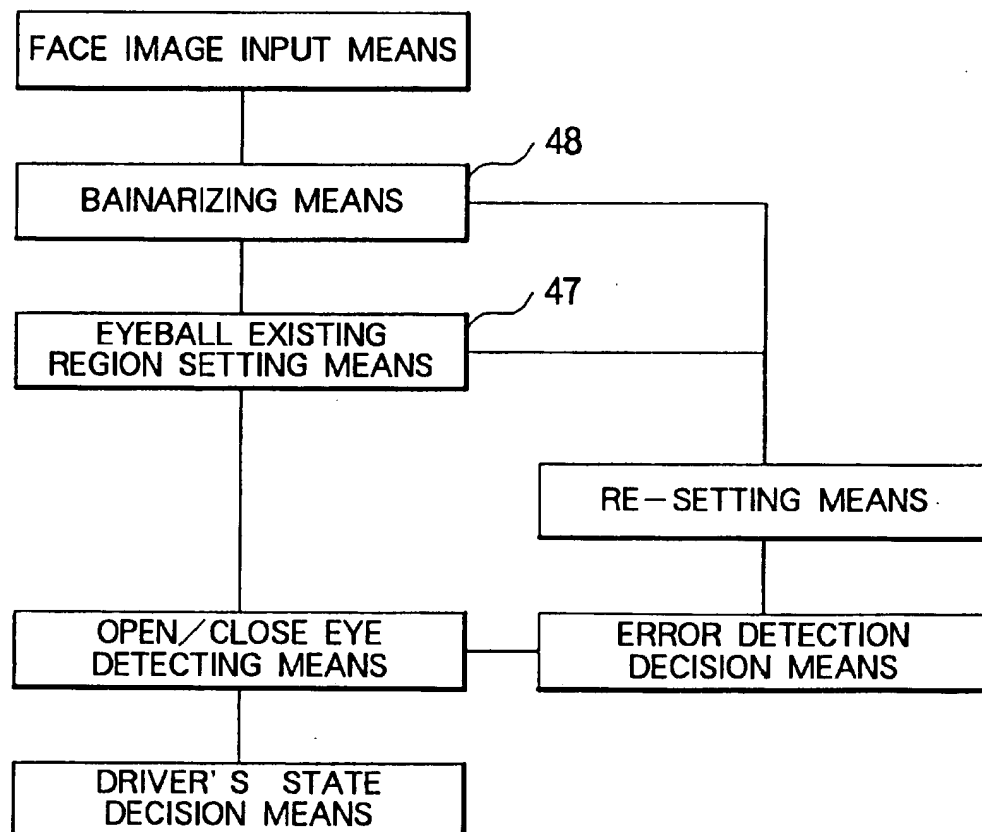 FACE IMAGE INPUT MEANS
48
BAINARIZING MEANS
47
EYEBALL EXISTING
REGION SETTING MEANS
RE-SETTING MEANS
OPEN/CLOSE EYE
DETECTING MEANS
ERROR DETECTION
DECISION MEANS
DRIVER'S STATE
DECISION MEANS